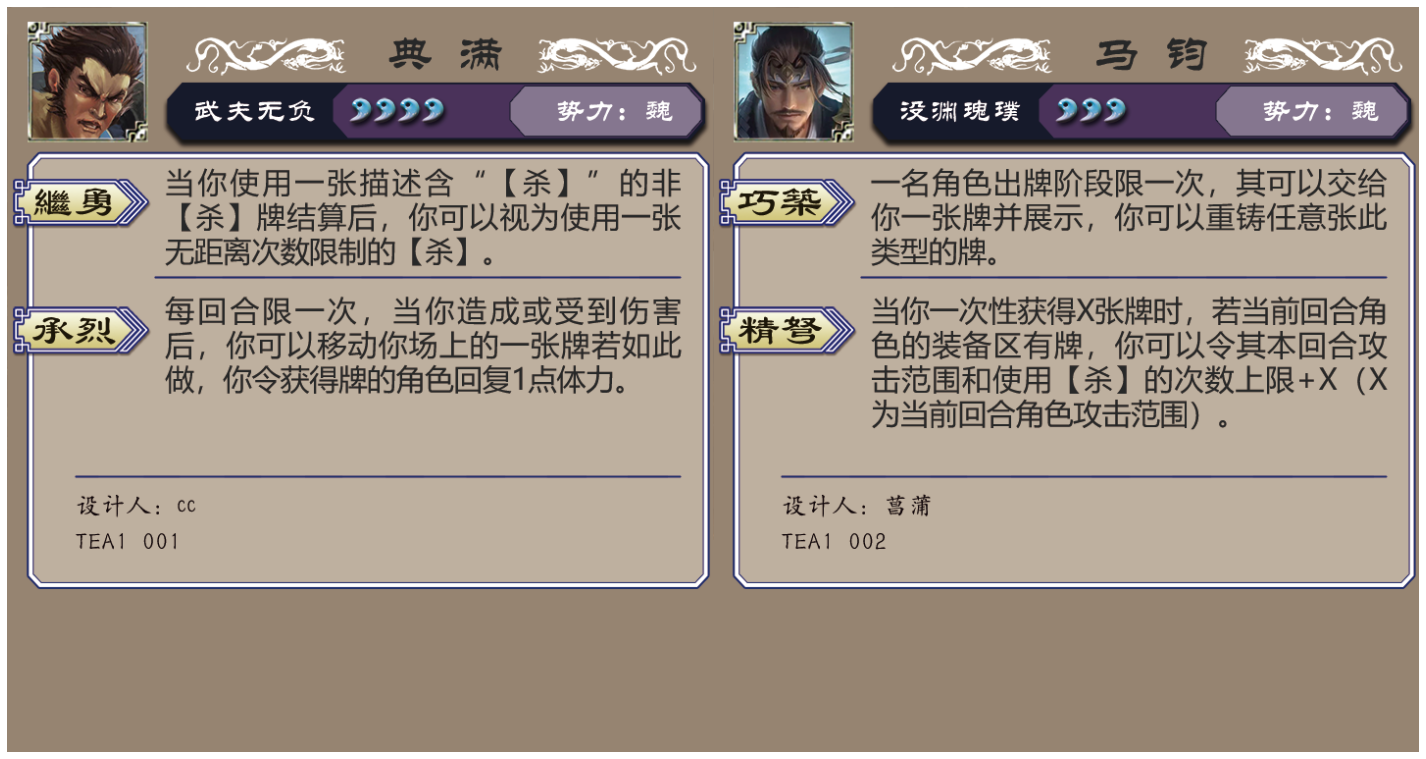 典满
武夫无负
势力：魏
繼勇
当你使用一张描述含“【杀】”的非
【杀】牌结算后，你可以视为使用一张
无距离次数限制的【杀】。
承烈
每回合限一次，当你造成或受到伤害
后，你可以移动你场上的一张牌若如此
做，你令获得牌的角色回复1点体力。
设计人：cc
TEA1 001
马钧
没渊瑰璞
势力：魏
巧築
一名角色出牌阶段限一次，其可以交给
你一张牌并展示，你可以重铸任意张此
类型的牌。
精弩
当你一次性获得X张牌时，若当前回合角
色的装备区有牌，你可以令其本回合攻
击范围和使用【杀】的次数上限+X（X
为当前回合角色攻击范围）。
设计人：菖蒲
TEA1 002